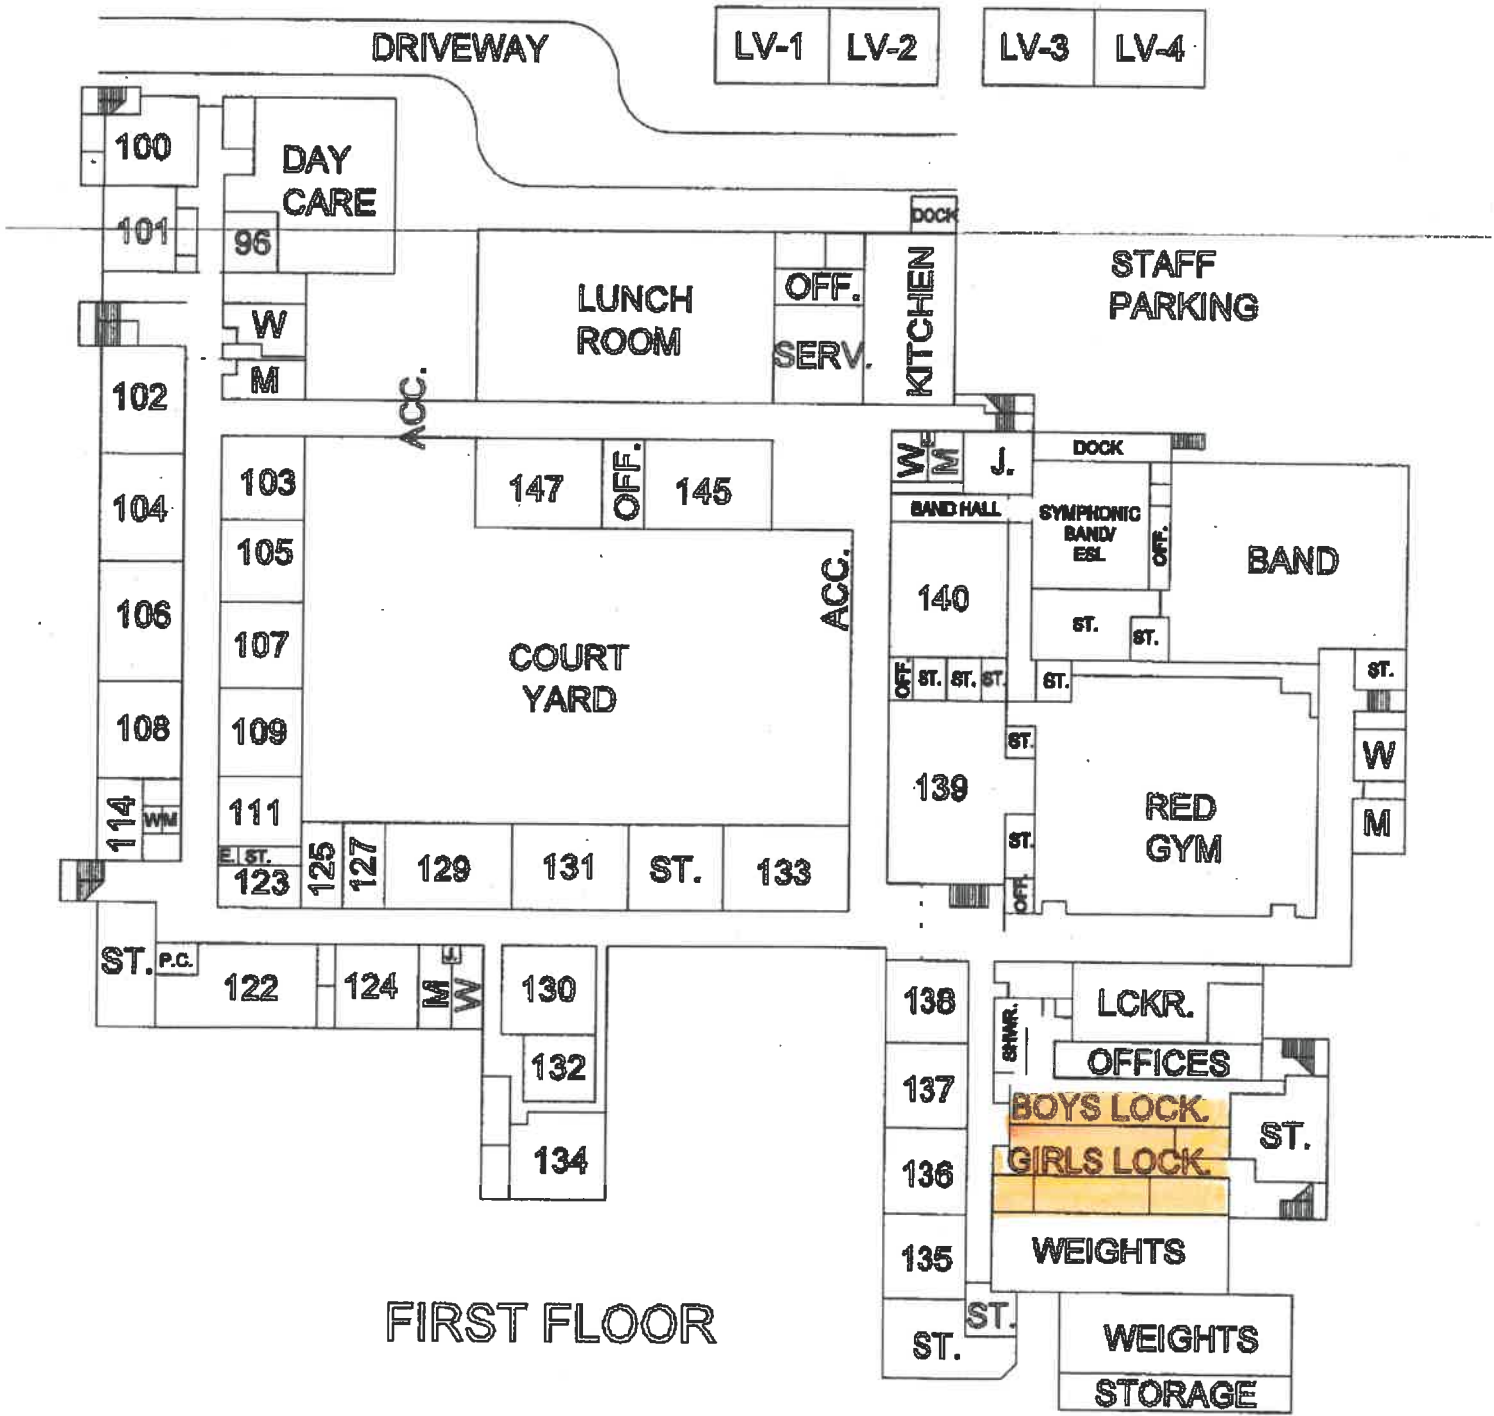 DRIVEWAY
LV-1
LV-2
LV-3
LV-4
100
DAY
CARE
101
96
DOCK
STAFF
PARKING
LUNCH
ROOM
OFF.
SERV.
KITCHEN
W
M
ACC.
102
103
147
OFF.
145
W
M
J.
DOCK
104
BAND HALL
SYMPHONIC
BAND/
ESL
OFF.
BAND
105
ACC.
140
106
107
COURT
YARD
ST.
ST.
OFF.
ST.
ST.
ST.
ST.
ST.
108
109
ST.
W
139
RED
GYM
114
W M
111
M
ST.
E.
ST.
123
125
127
129
131
ST.
133
OFF.
ST.
P.C.
122
124
M
J.
W
130
138
SHWR.
LCKR.
132
137
OFFICES
BOYS LOCK.
134
136
GIRLS LOCK.
ST.
135
WEIGHTS
FIRST FLOOR
ST.
ST.
WEIGHTS
STORAGE